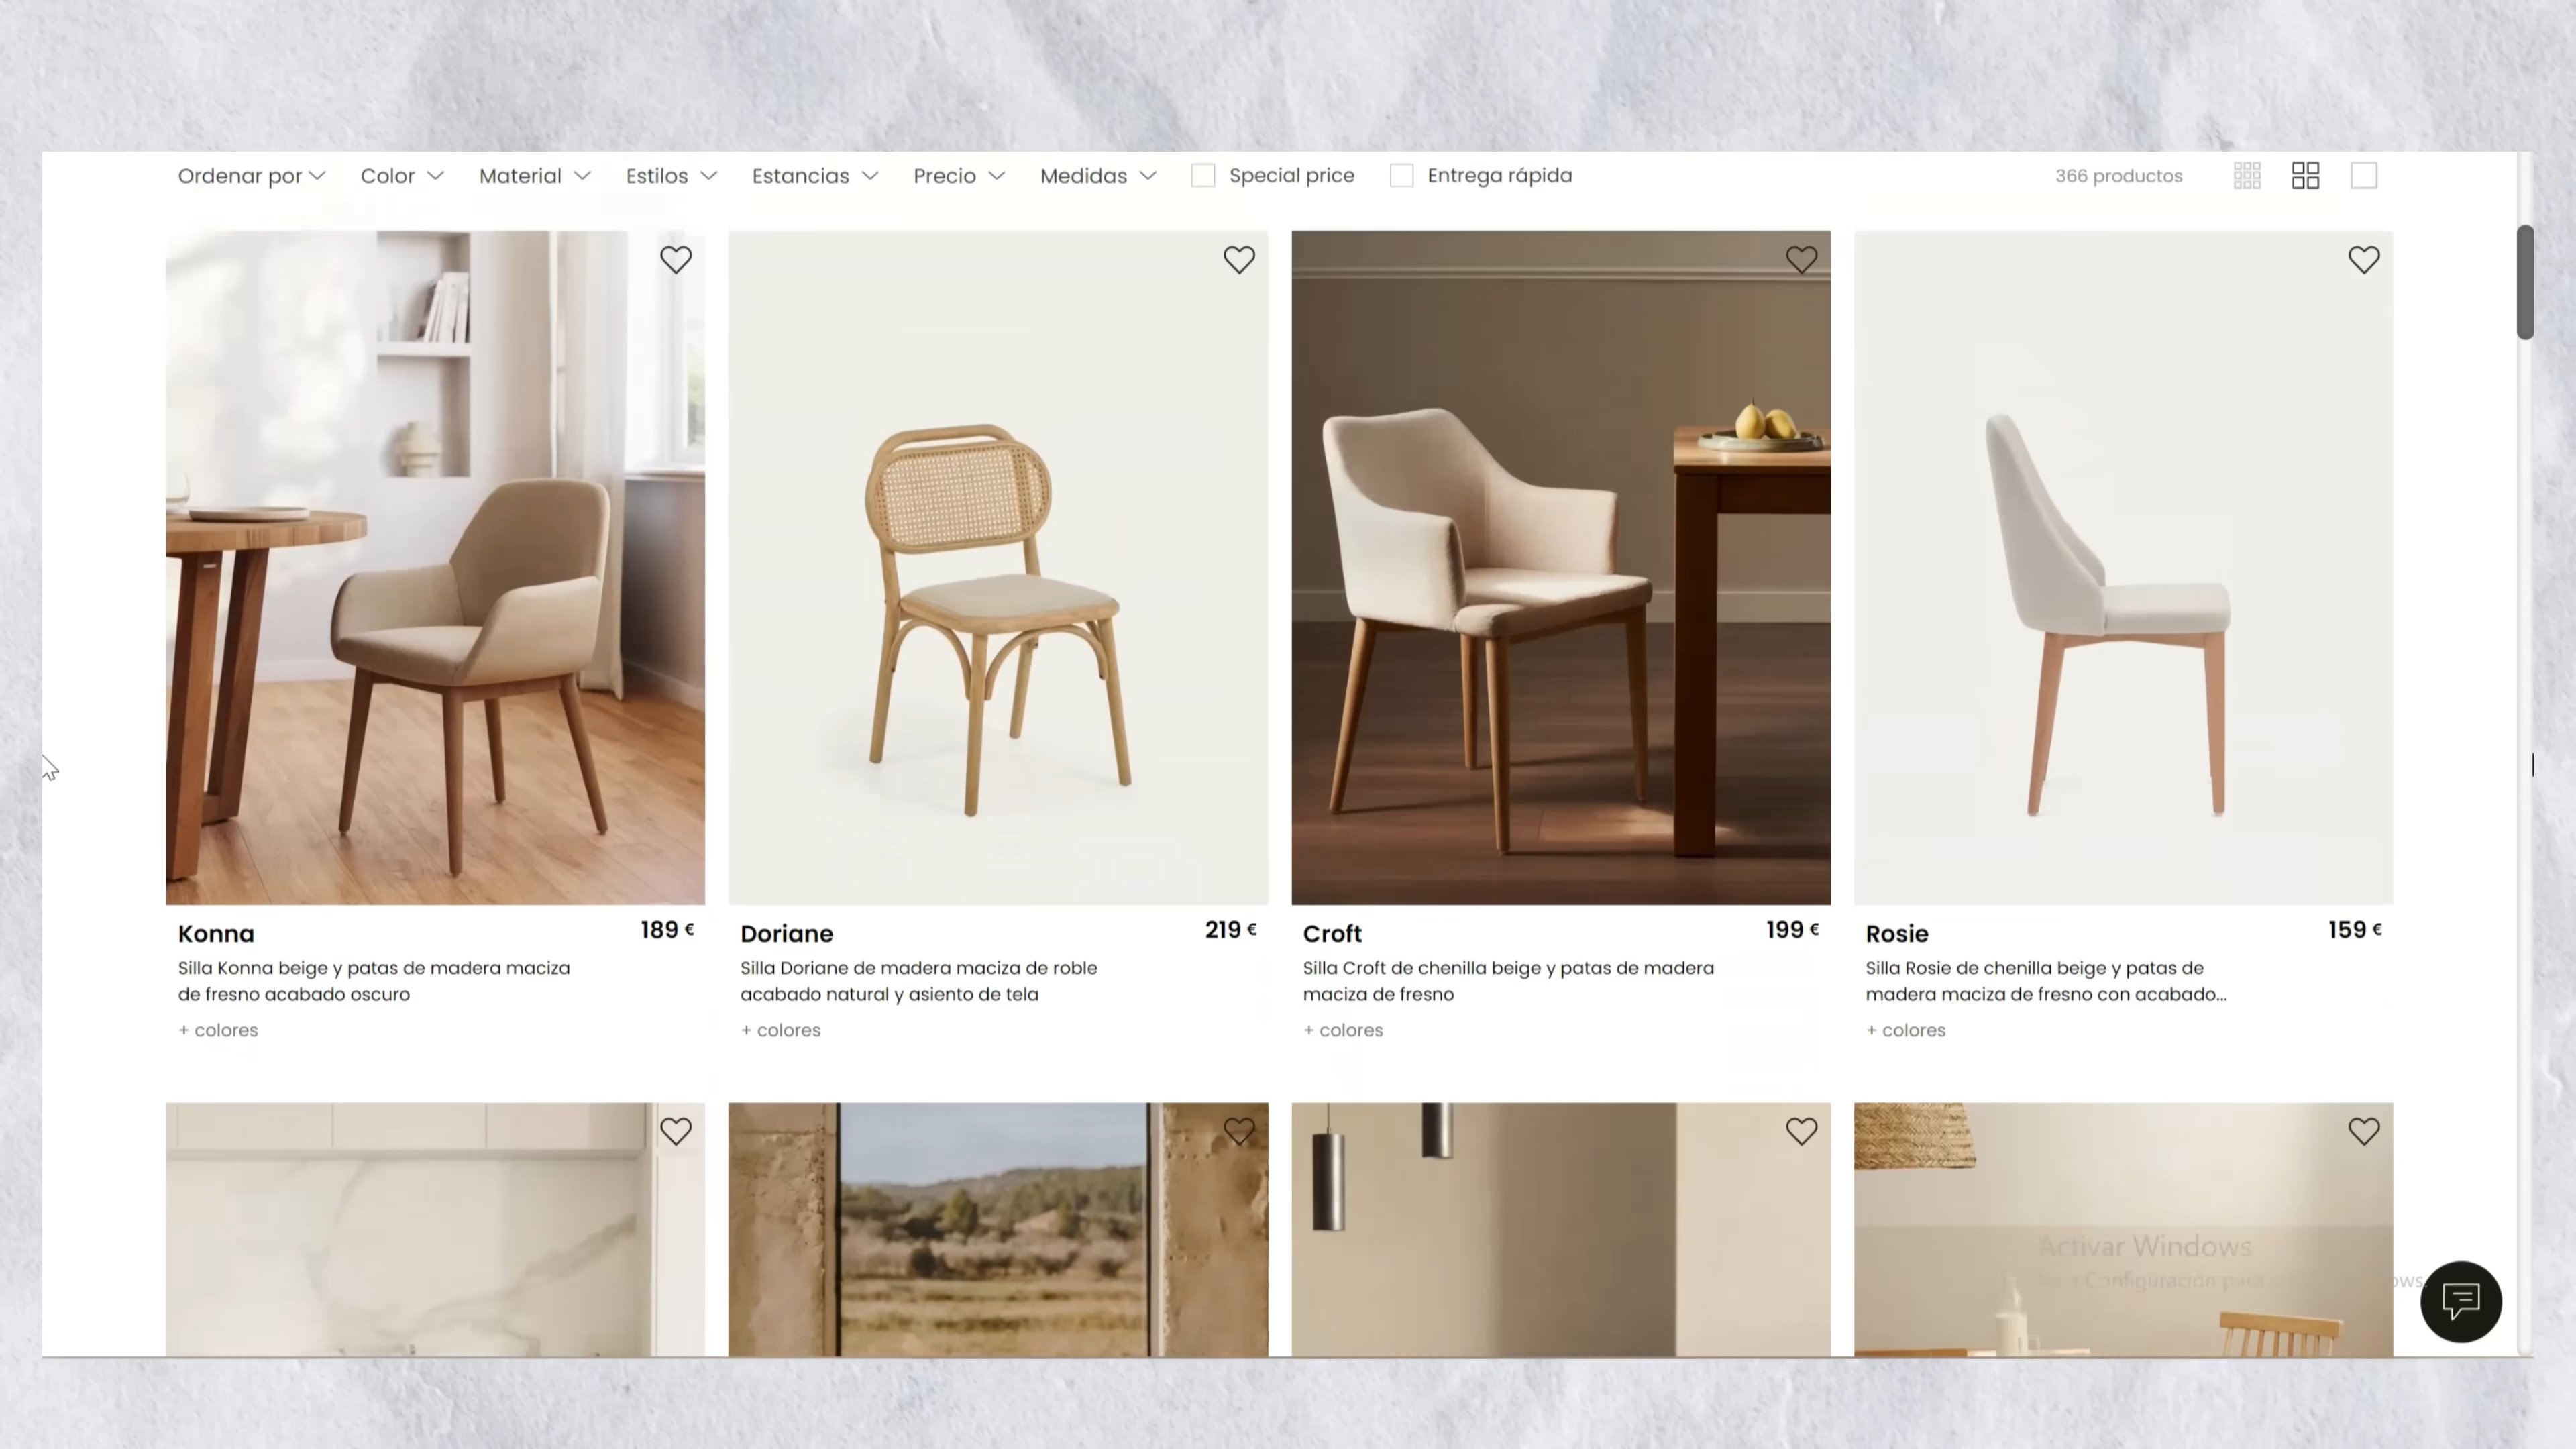 Ordenar por Color Material Estilos Estancias Precio Medidas Special price Entrega rápida 366 productos
Konna 189 €
Silla Konna beige y patas de madera maciza
de fresno acabado oscuro
+ colores
Doriane 219 €
Silla Doriane de madera maciza de roble
acabado natural y asiento de tela
+ colores
Croft 199 €
Silla Croft de chenilla beige y patas de madera
maciza de fresno
+ colores
Rosie 159 €
Silla Rosie de chenilla beige y patas de
madera maciza de fresno con acabado...
+ colores
Activar Windows
Configuración para